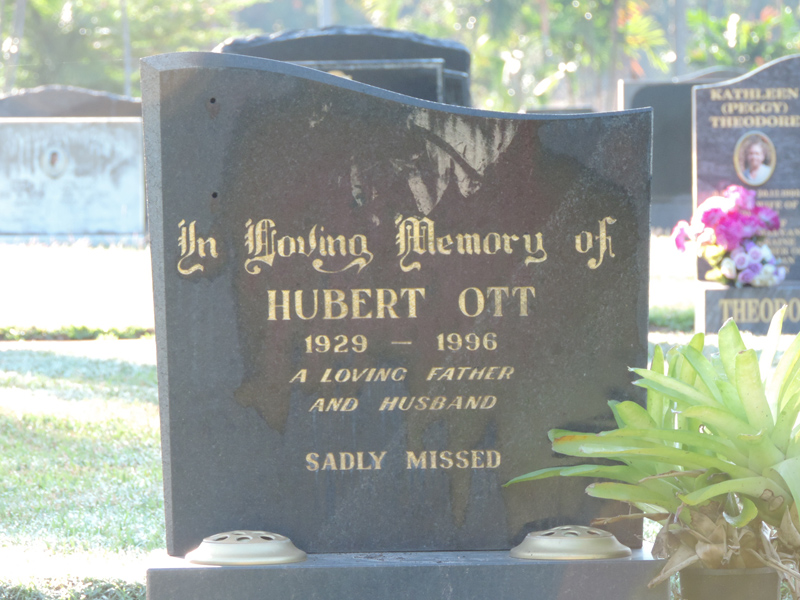 In Loving Memory of
HUBERT OTT
1929 — 1996
A LOVING FATHER
AND HUSBAND
SADLY MISSED
KATHLEEN
(PEGGY)
THEODORE